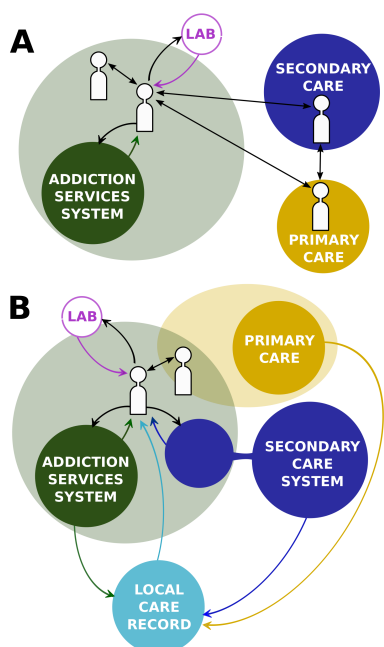 A
LAB
SECONDARY
CARE
ADDICTION
SERVICES
SYSTEM
PRIMARY
CARE
B
LAB
PRIMARY
CARE
ADDICTION
SERVICES
SYSTEM
SECONDARY
CARE
SYSTEM
LOCAL
CARE
RECORD